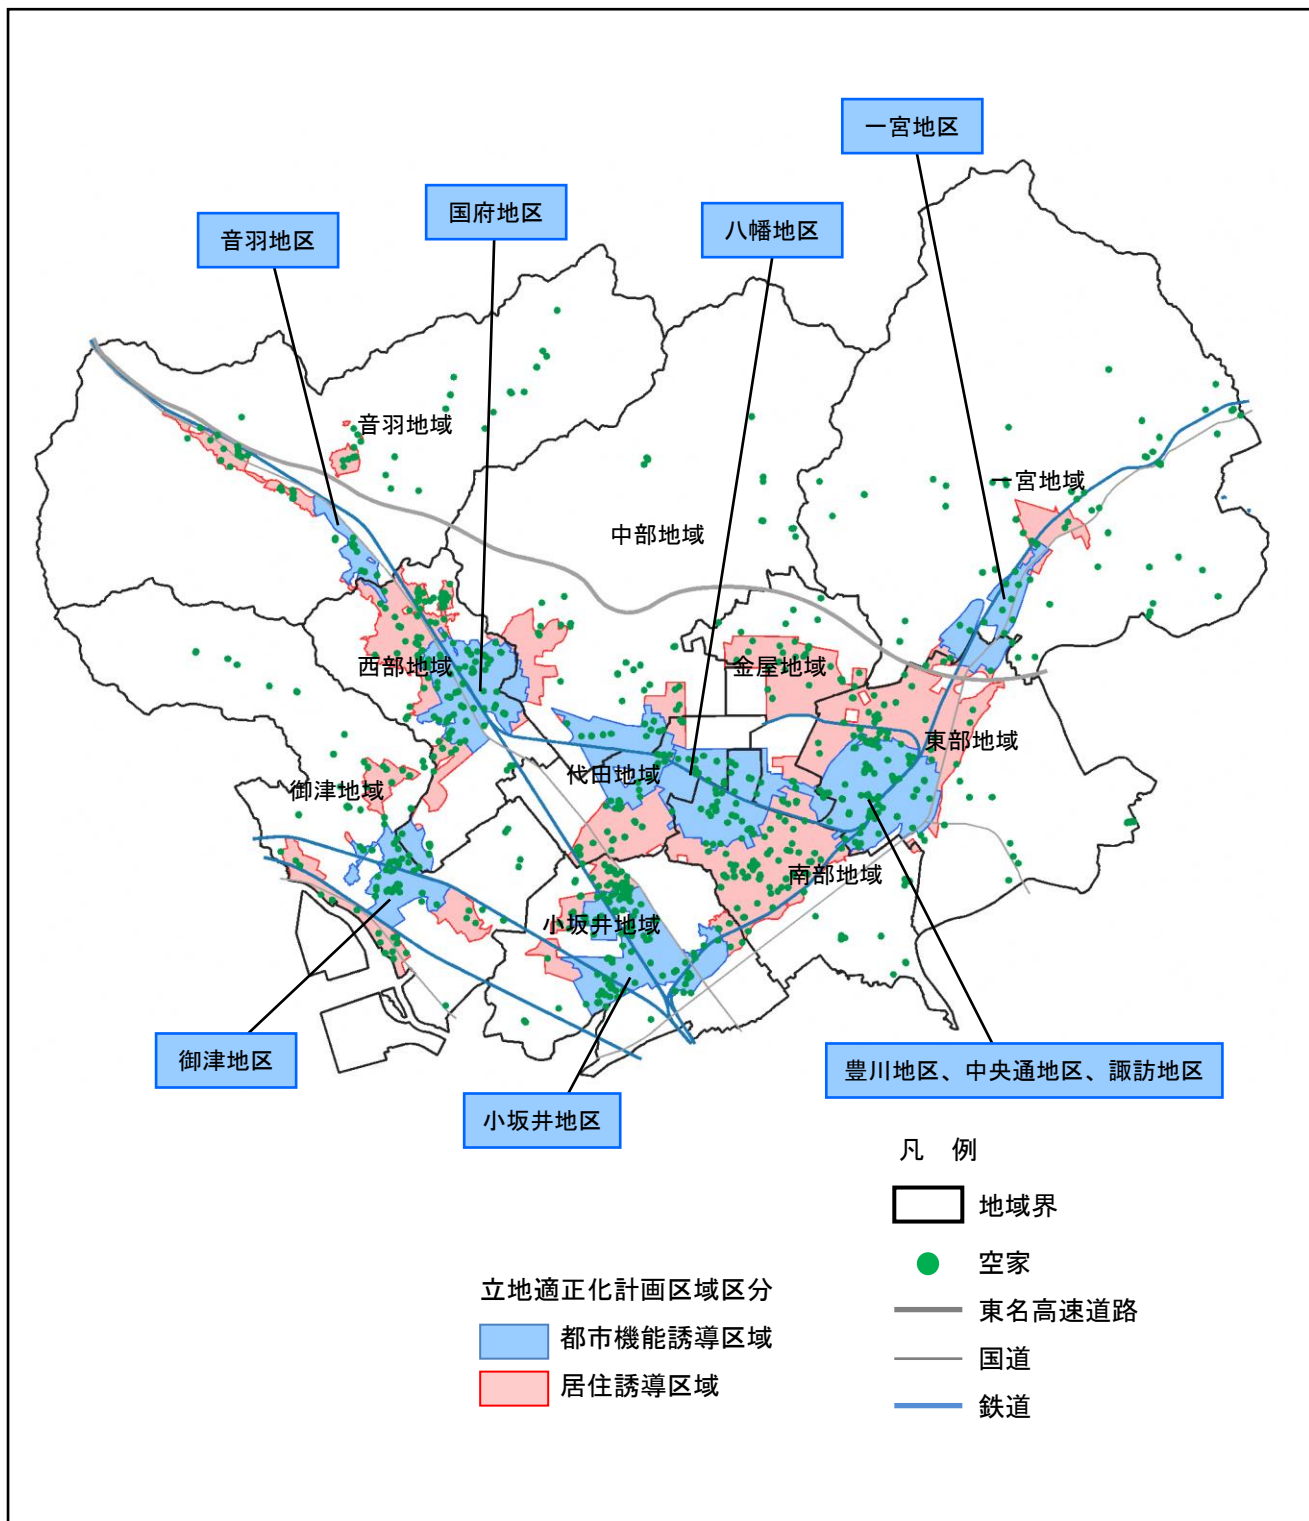 一宮地区
国府地区
八幡地区
音羽地区
音羽地域
一宮地域
中部地域
西部地域
金屋地域
東部地域
代田地域
御津地域
南部地域
小坂井地域
御津地区
豊川地区、中央通地区、諏訪地区
小坂井地区
凡 例
地域界
空家
東名高速道路
国道
鉄道
立地適正化計画区域区分
都市機能誘導区域
居住誘導区域